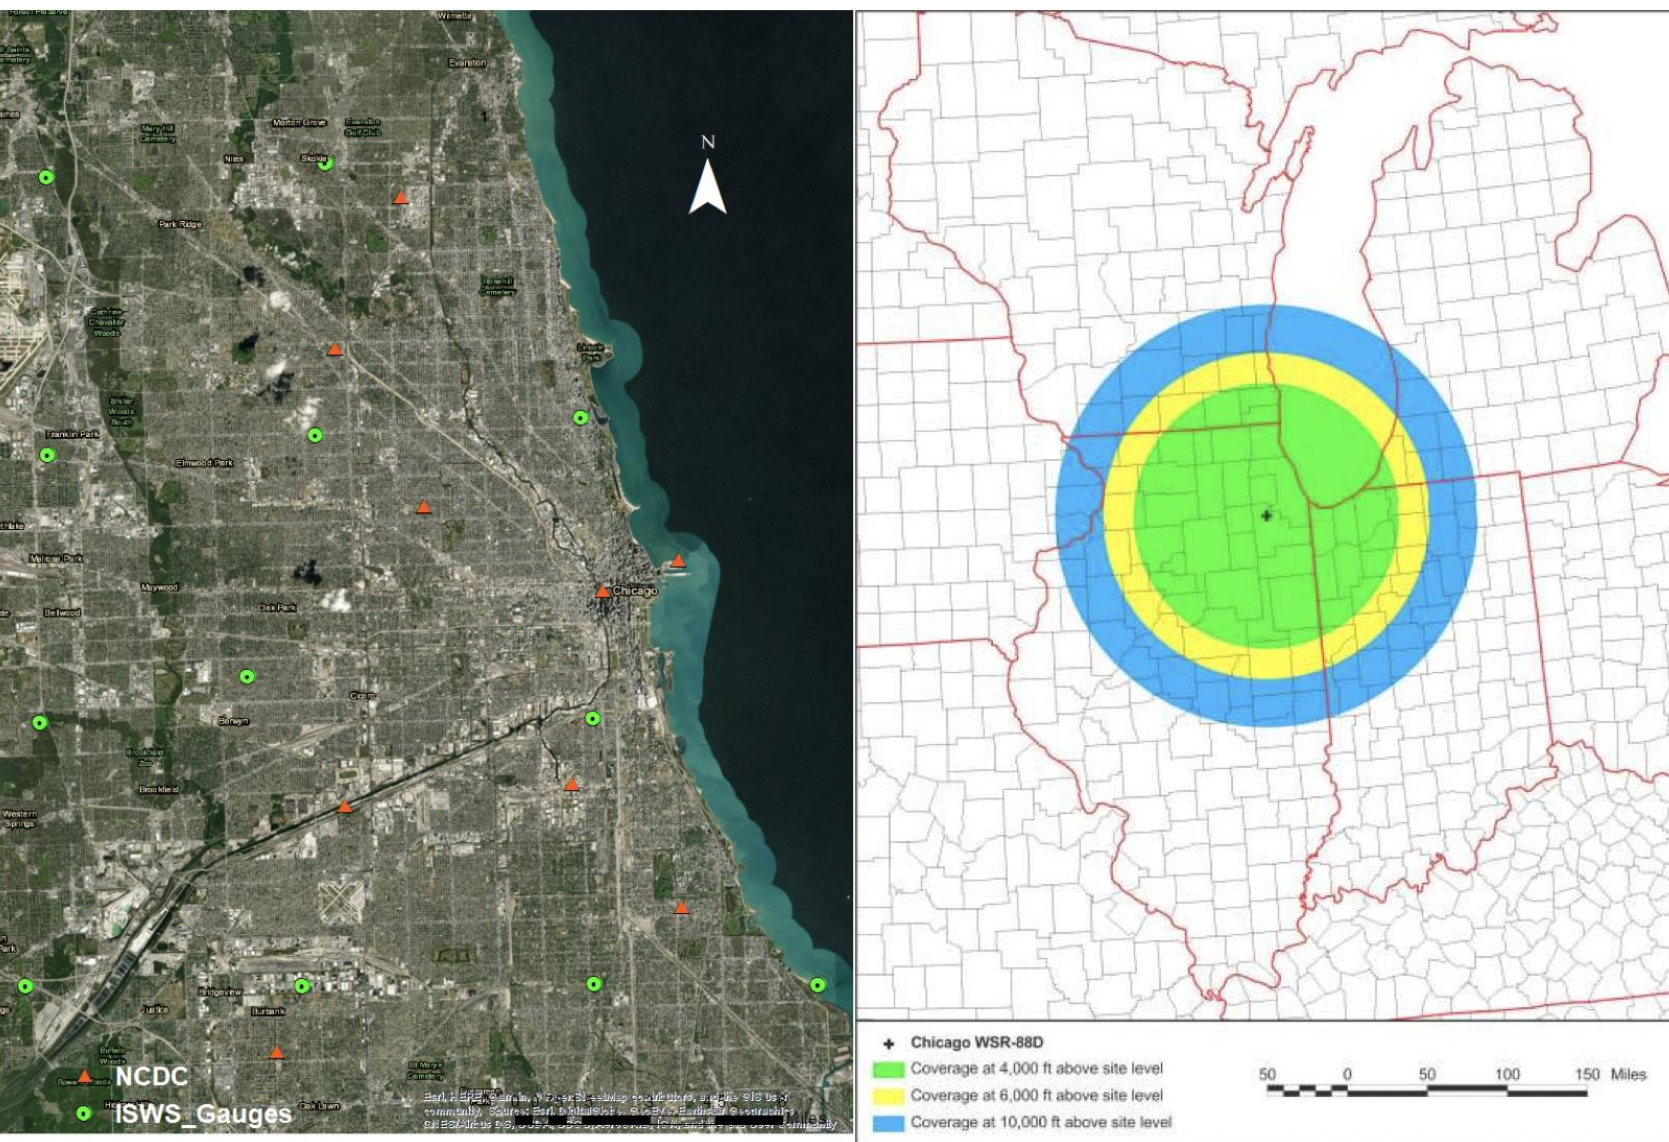 Wilmette
Evanston
Morton Grove
Evanston
Golf Club
Mary Hill
Cemetery
Niles
Skokie
N
Park Ridge
Rosehill
Cemetery
Lincoln
Park
Franklin Park
Elmwood Park
Melrose Park
Maywood
Chicago
Oak Park
Bellwood
Cicero
Berwyn
Brookfield
Zoo
Brookfield
Western
Springs
Bridgeview
Justice
Burbank
St Marys
Cemetery
Oak Lawn
NCDC
ISWS_Gauges
Chicago WSR-88D
Coverage at 4,000 ft above site level
Coverage at 6,000 ft above site level
Coverage at 10,000 ft above site level
50 0 50 100 150 Miles